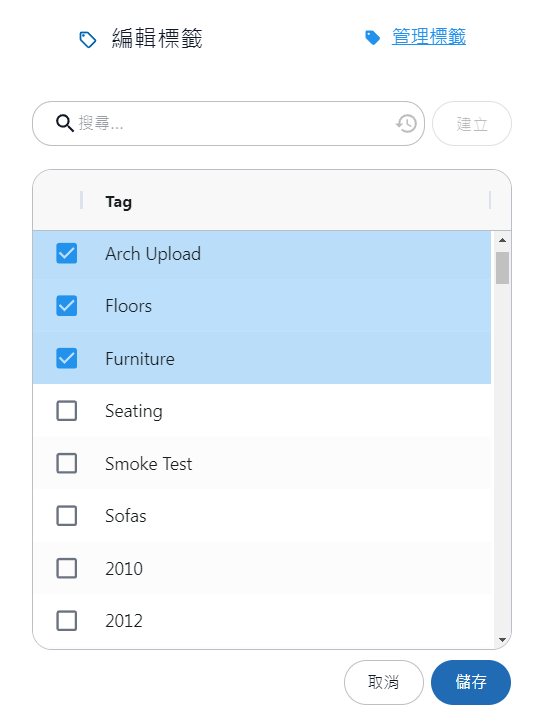 編輯標籤
管理標籤
搜尋...
建立
Tag
Arch Upload
Floors
Furniture
Seating
Smoke Test
Sofas
2010
2012
取消
儲存